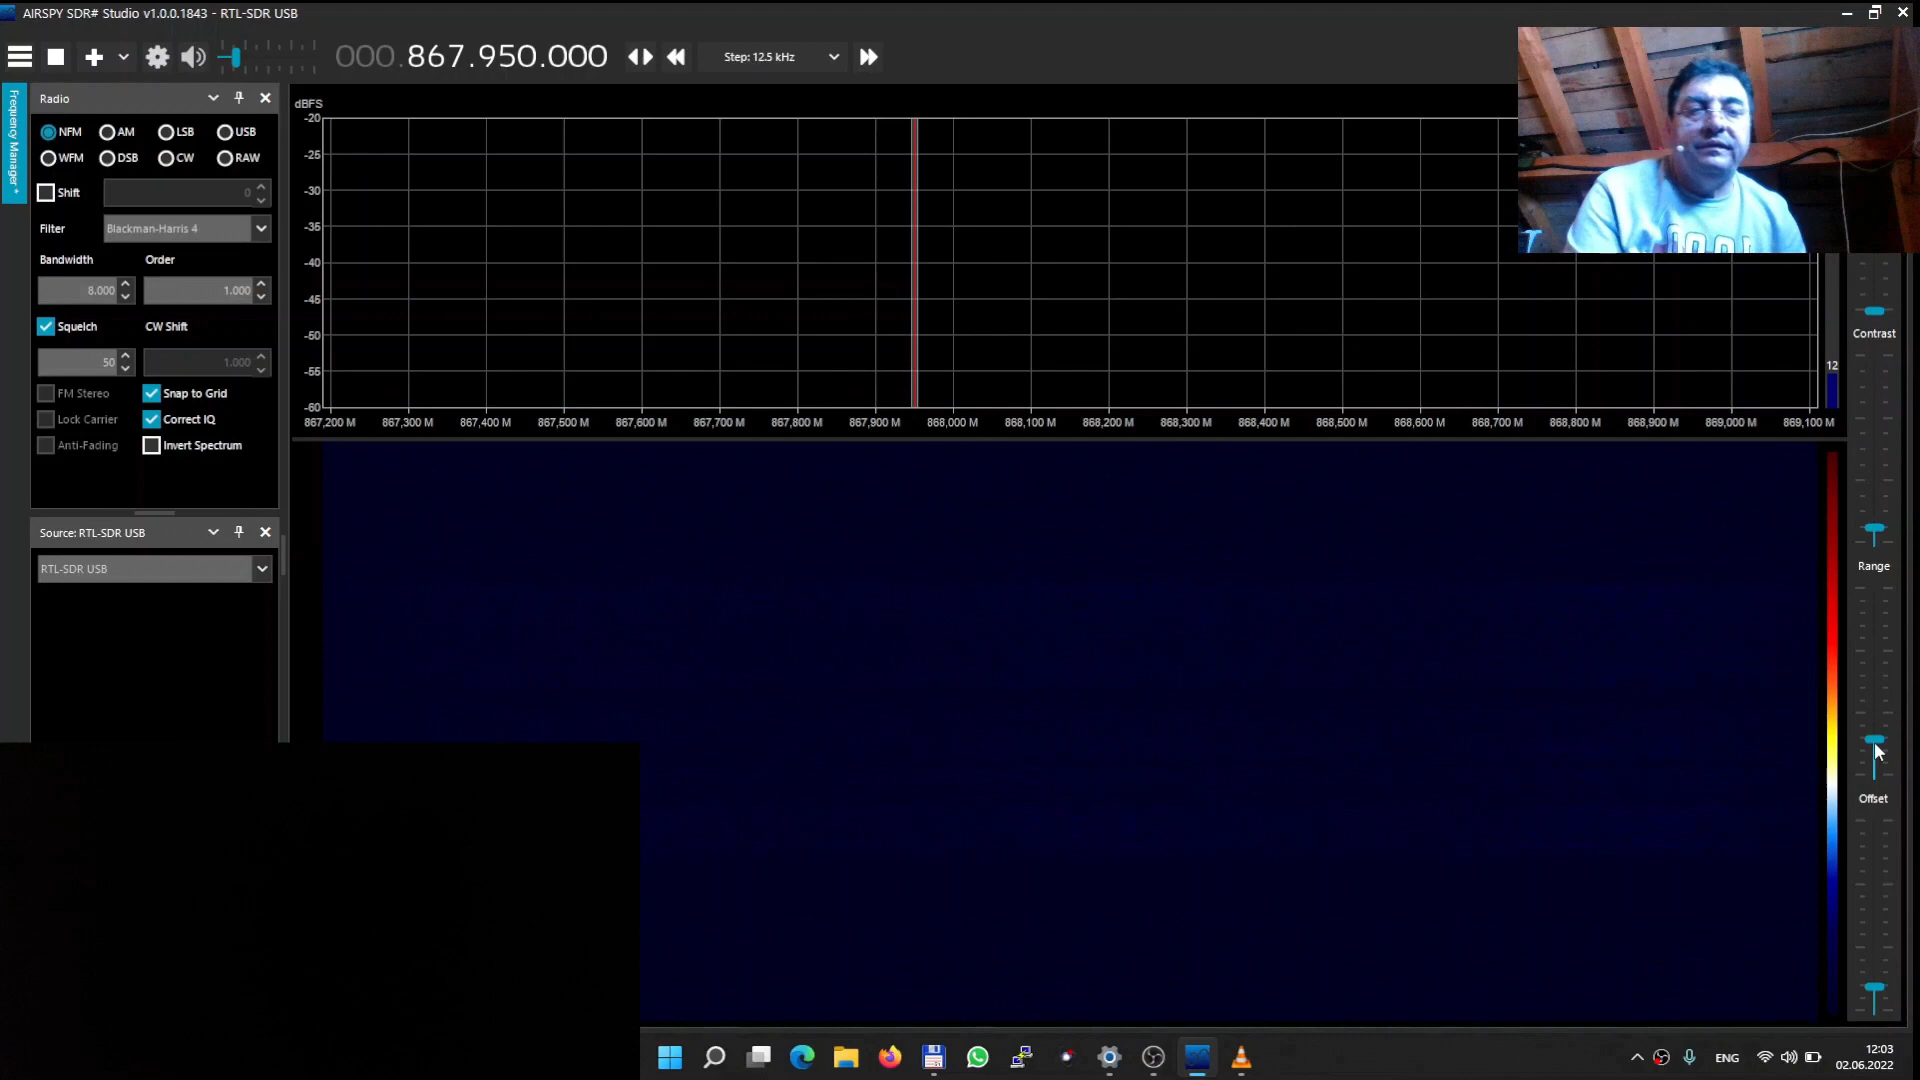 AIRSPY SDR# Studio v1.0.0.1843 - RTL-SDR USB
000.867.950.000
Step: 12.5 kHz
Frequency Manager *
Radio
NFM AM LSB USB
WFM DSB CW RAW
Shift 0
Filter Blackman-Harris 4
Bandwidth Order
8.000 1.000
Squelch CW Shift
50 1.000
FM Stereo Snap to Grid
Lock Carrier Correct IQ
Anti-Fading Invert Spectrum
Source: RTL-SDR USB
RTL-SDR USB
dBFS
-20
-25
-30
-35
-40
-45
-50
-55
-60
867,200 M 867,300 M 867,400 M 867,500 M 867,600 M 867,700 M 867,800 M 867,900 M 868,000 M 868,100 M 868,200 M 868,300 M 868,400 M 868,500 M 868,600 M 868,700 M 868,800 M 868,900 M 869,000 M 869,100 M
12
Contrast
Range
Offset
ENG
12:03
02.06.2022